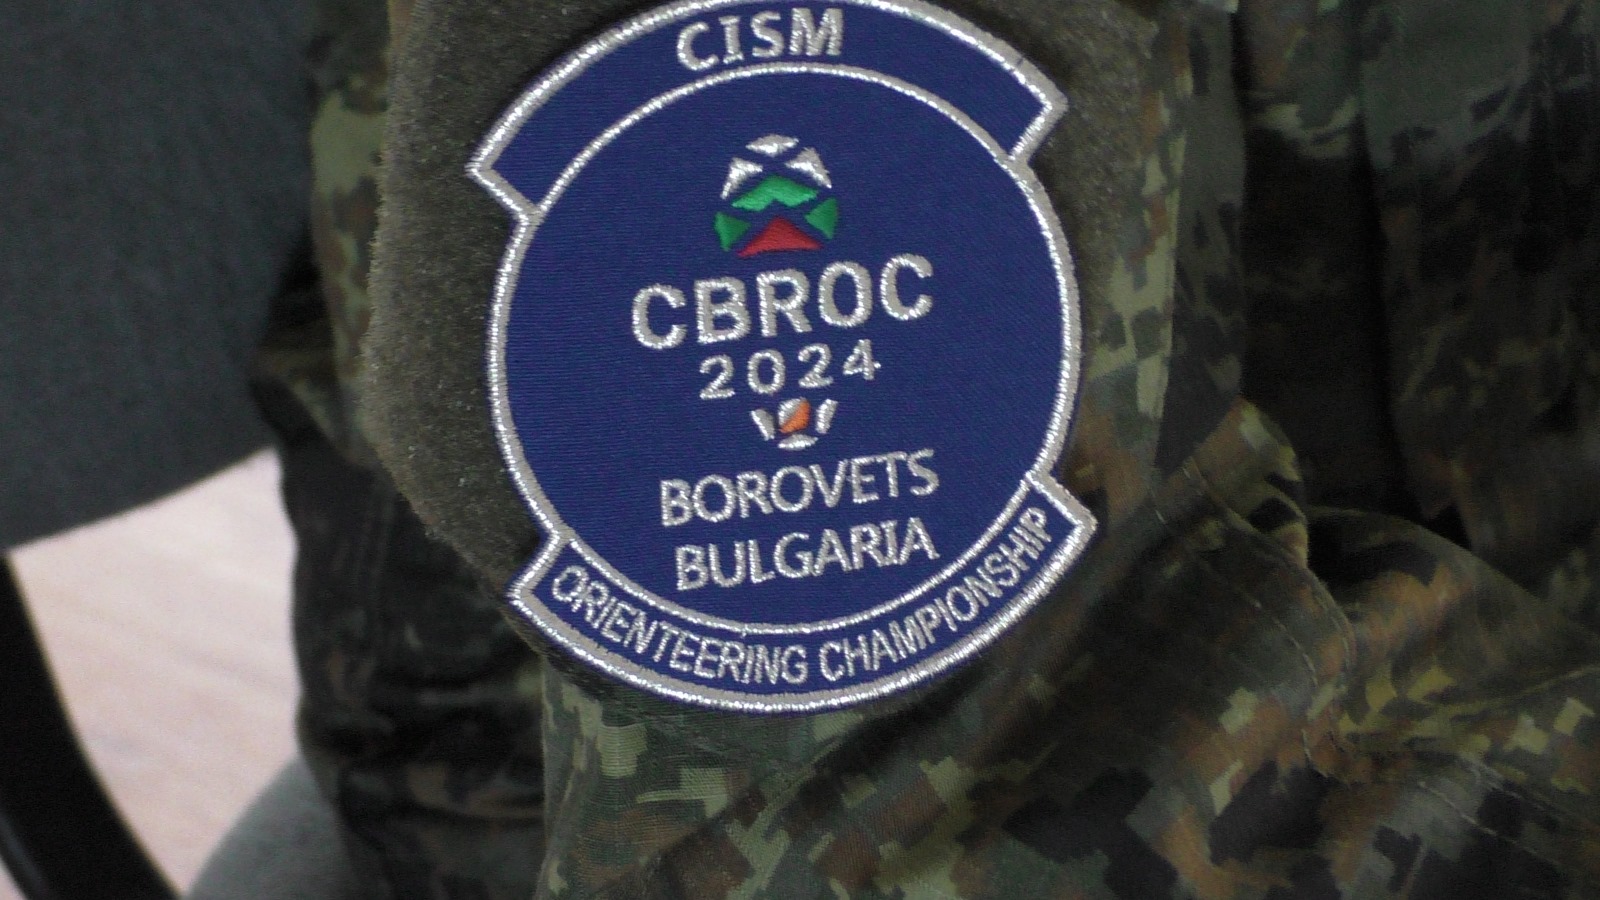 CISM
CBROC
2024
BOROVETS
BULGARIA
ORIENTEERING CHAMPIONSHIP